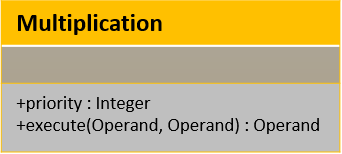 Multiplication
+priority : Integer
+execute(Operand, Operand) : Operand